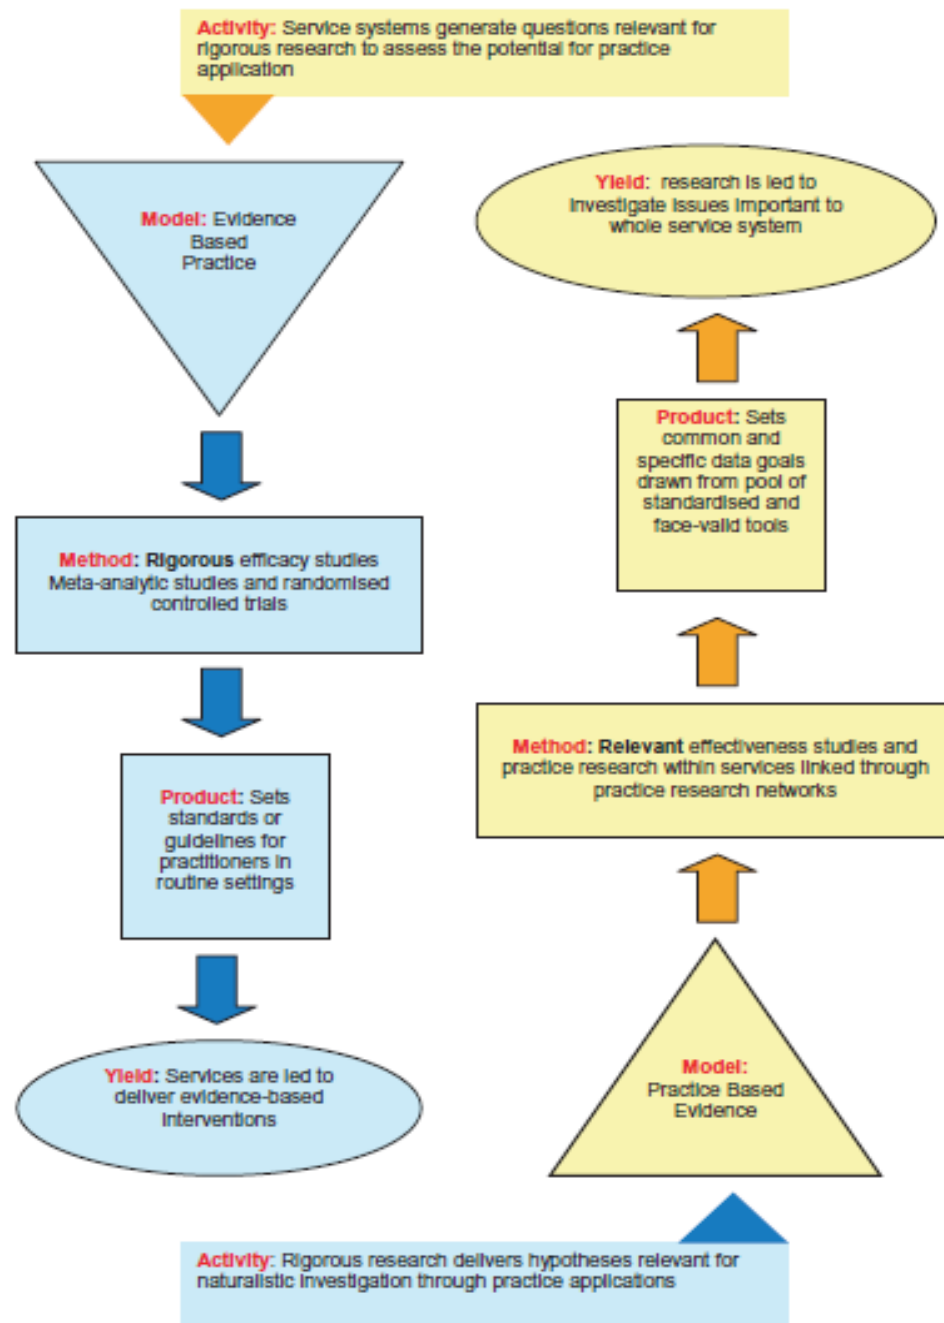 Activity: Service systems generate questions relevant for
rigorous research to assess the potential for practice
application
Model: Evidence
Based
Practice
Method: Rigorous efficacy studies
Meta-analytic studies and randomised
controlled trials
Product: Sets
standards or
guidelines for
practitioners in
routine settings
Yield: Services are led to
deliver evidence-based
interventions
Yield: research is led to
investigate issues important to
whole service system
Product: Sets
common and
specific data goals
drawn from pool of
standardised and
face-valid tools
Method: Relevant effectiveness studies and
practice research within services linked through
practice research networks
Model:
Practice Based
Evidence
Activity: Rigorous research delivers hypotheses relevant for
naturalistic investigation through practice applications